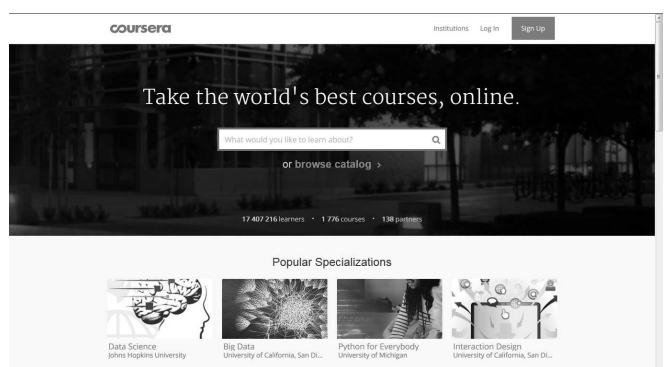 coursera
Institutions Log In Sign Up
Take the world's best courses, online.
What would you like to learn about?
or browse catalog >
17 407 216 learners • 1 776 courses • 138 partners
Popular Specializations
Data Science
Johns Hopkins University
Big Data
University of California, San Di...
Python for Everybody
University of Michigan
Interaction Design
University of California, San Di...